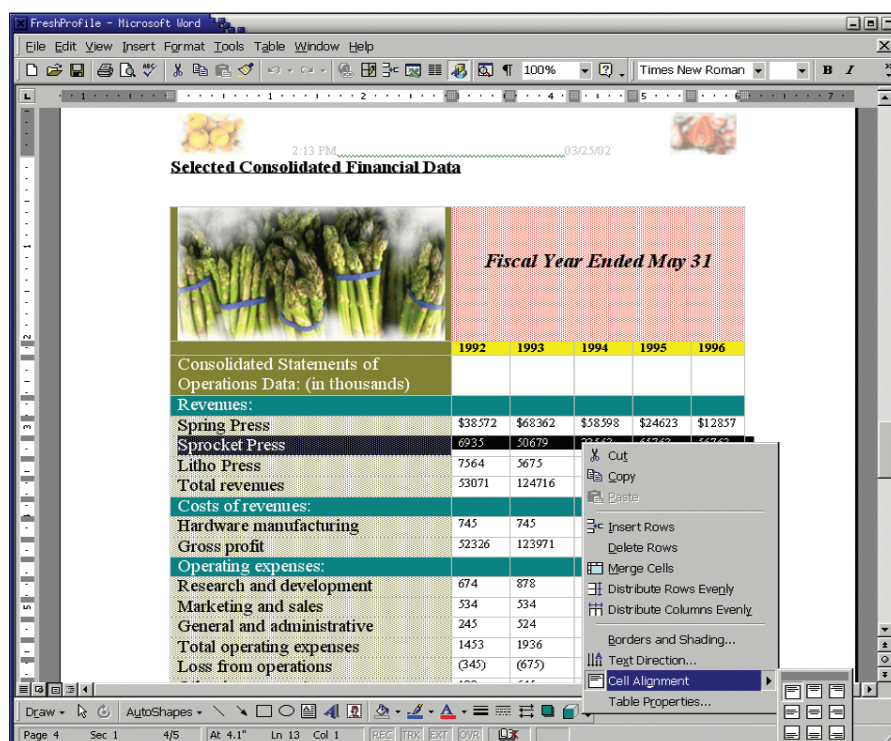 FreshProfile - Microsoft Word
File Edit View Insert Format Tools Table Window Help
100% Times New Roman B I
1 1 2 4 5 6 7
2:13 PM 03/25/02
Selected Consolidated Financial Data
Fiscal Year Ended May 31
1992 1993 1994 1995 1996
Consolidated Statements of
Operations Data: (in thousands)
Revenues:
Spring Press $38572 $68362 $58598 $24623 $12857
Sprocket Press 6935 50679
Cut
Litho Press 7564 5675
Copy
Total revenues 53071 124716
Paste
Costs of revenues:
Hardware manufacturing 745 745
Insert Rows
Gross profit 52326 123971
Delete Rows
Operating expenses:
Merge Cells
Research and development 674 878
Distribute Rows Evenly
Marketing and sales 534 534
Distribute Columns Evenly
General and administrative 245 524
Total operating expenses 1453 1936
Borders and Shading...
Loss from operations (345) (675)
Text Direction...
Cell Alignment
Table Properties...
Draw AutoShapes A
Page 4 Sec 1 4/5 At 4.1" Ln 13 Col 1 REC TRK EXT OVR